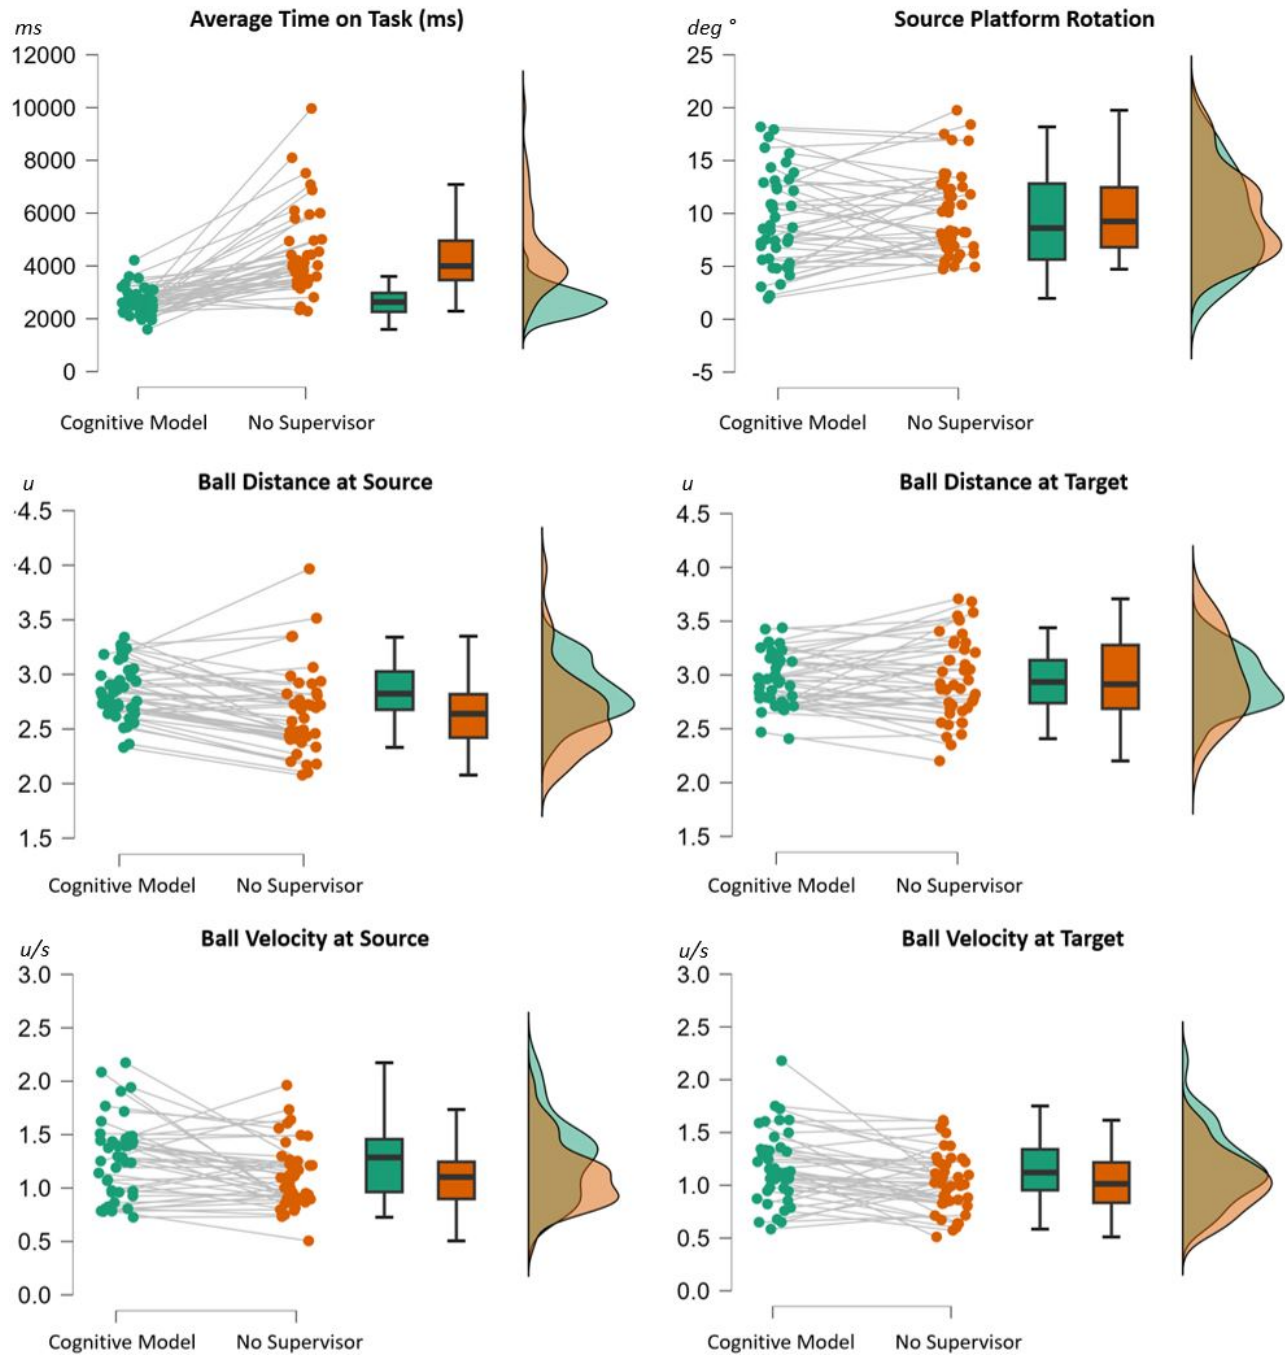 Average Time on Task (ms)
ms
12000
10000
8000
6000
4000
2000
0
Cognitive Model No Supervisor
Source Platform Rotation
deg °
25
20
15
10
5
0
-5
Cognitive Model No Supervisor
Ball Distance at Source
u
4.5
4.0
3.5
3.0
2.5
2.0
1.5
Cognitive Model No Supervisor
Ball Distance at Target
u
4.5
4.0
3.5
3.0
2.5
2.0
1.5
Cognitive Model No Supervisor
Ball Velocity at Source
u/s
3.0
2.5
2.0
1.5
1.0
0.5
0.0
Cognitive Model No Supervisor
Ball Velocity at Target
u/s
3.0
2.5
2.0
1.5
1.0
0.5
0.0
Cognitive Model No Supervisor